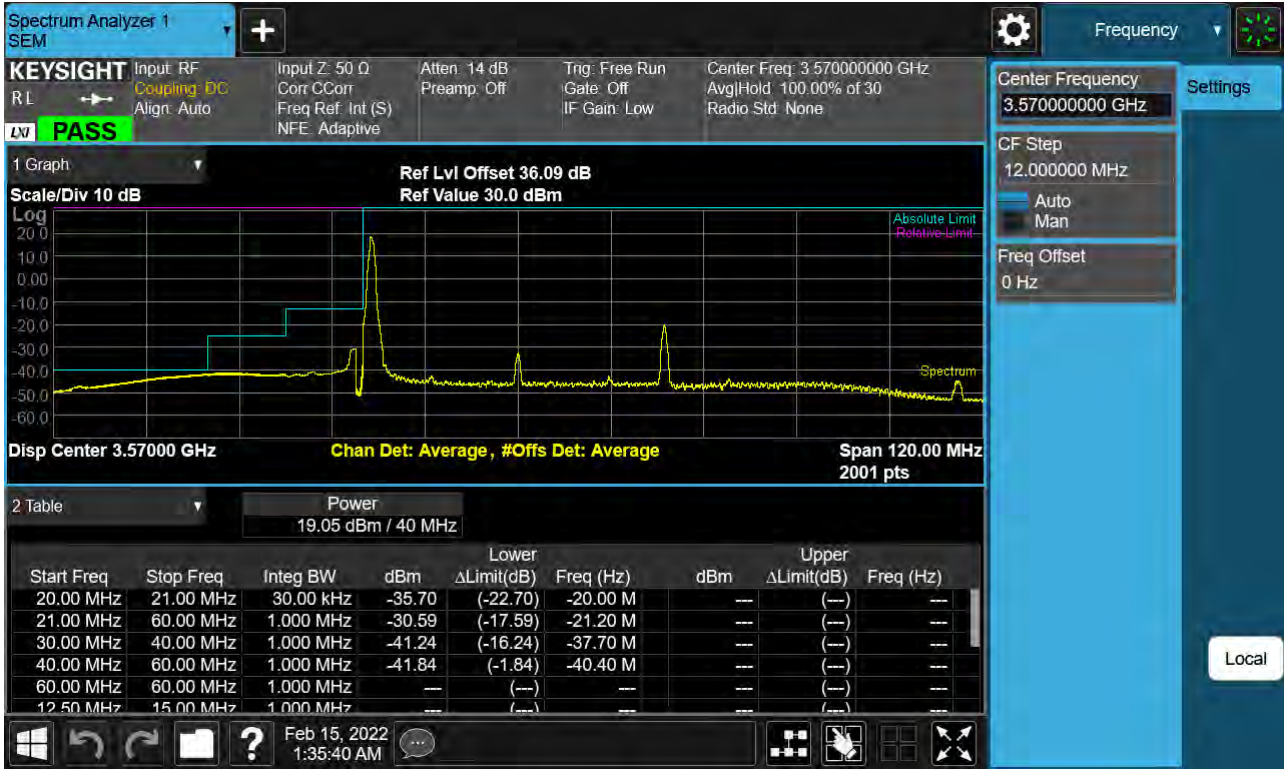 Spectrum Analyzer 1
SEM
+
Frequency
KEYSIGHT
R L
LXI
PASS
Input: RF
Coupling: DC
Align: Auto
Input Z: 50 Ω
Corr CCorr
Freq Ref: Int (S)
NFE: Adaptive
Atten: 14 dB
Preamp: Off
Trig: Free Run
Gate: Off
IF Gain: Low
Center Freq: 3.570000000 GHz
Avg|Hold: 100.00% of 30
Radio Std: None
Center Frequency
3.570000000 GHz
Settings
CF Step
12.000000 MHz
Auto
Man
Freq Offset
0 Hz
Local
1 Graph
Scale/Div 10 dB
Ref Lvl Offset 36.09 dB
Ref Value 30.0 dBm
Log
Absolute Limit
Relative Limit
20.0
10.0
0.00
-10.0
-20.0
-30.0
-40.0
-50.0
-60.0
Spectrum
Disp Center 3.57000 GHz
Chan Det: Average, #Offs Det: Average
Span 120.00 MHz
2001 pts
2 Table
Power
19.05 dBm / 40 MHz
Lower Upper
Start Freq Stop Freq Integ BW dBm ΔLimit(dB) Freq (Hz) dBm ΔLimit(dB) Freq (Hz)
20.00 MHz 21.00 MHz 30.00 kHz -35.70 (-22.70) -20.00 M --- (---) ---
21.00 MHz 60.00 MHz 1.000 MHz -30.59 (-17.59) -21.20 M --- (---) ---
30.00 MHz 40.00 MHz 1.000 MHz -41.24 (-16.24) -37.70 M --- (---) ---
40.00 MHz 60.00 MHz 1.000 MHz -41.84 (-1.84) -40.40 M --- (---) ---
60.00 MHz 60.00 MHz 1.000 MHz --- (---) --- --- (---) ---
12.50 MHz 15.00 MHz 1.000 MHz --- (---) --- --- (---) ---
?
Feb 15, 2022
1:35:40 AM